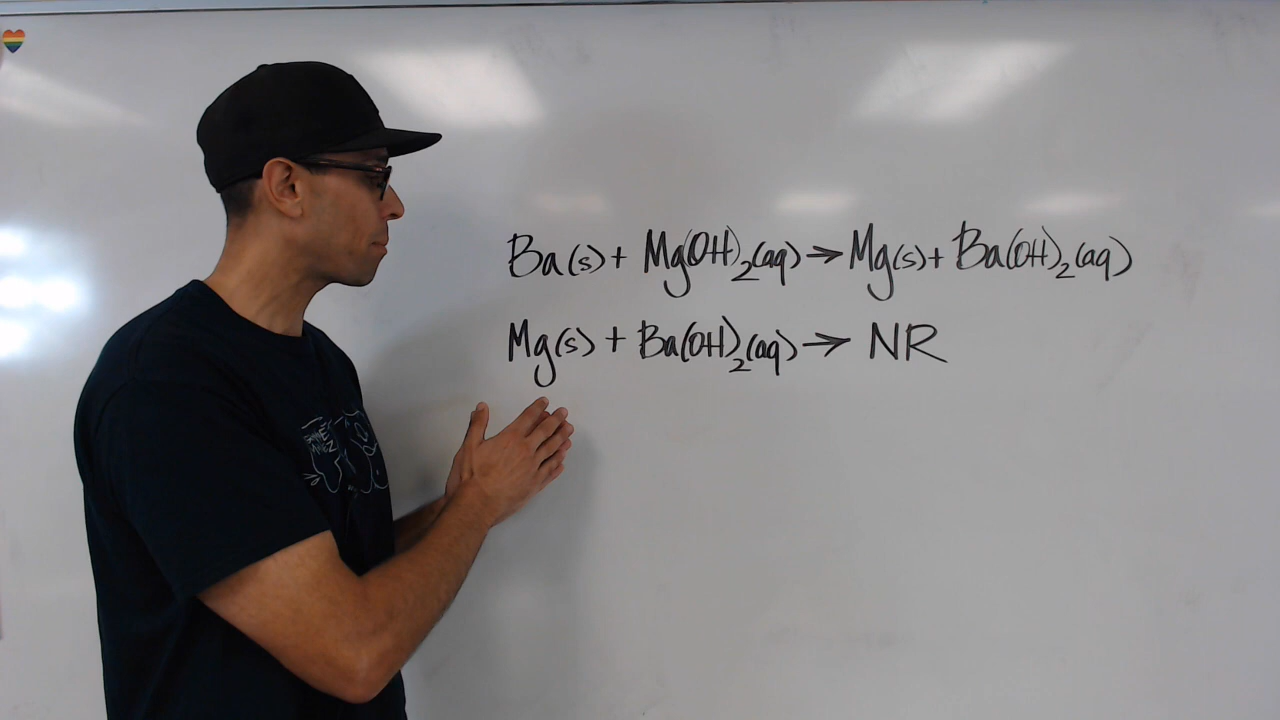 Ba(s) + Mg(OH)₂(aq) → Mg(s) + Ba(OH)₂(aq)
Mg(s) + Ba(OH)₂(aq) → NR